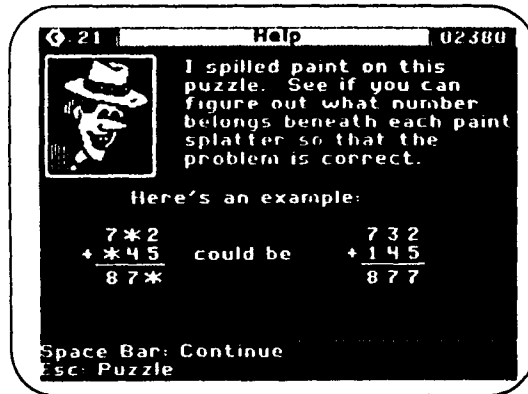 21 Help 02380
I spilled paint on this
puzzle. See if you can
figure out what number
belongs beneath each paint
splatter so that the
problem is correct.
Here's an example:
7*2 732
+ *45 could be + 145
87* 877
Space Bar: Continue
Esc: Puzzle